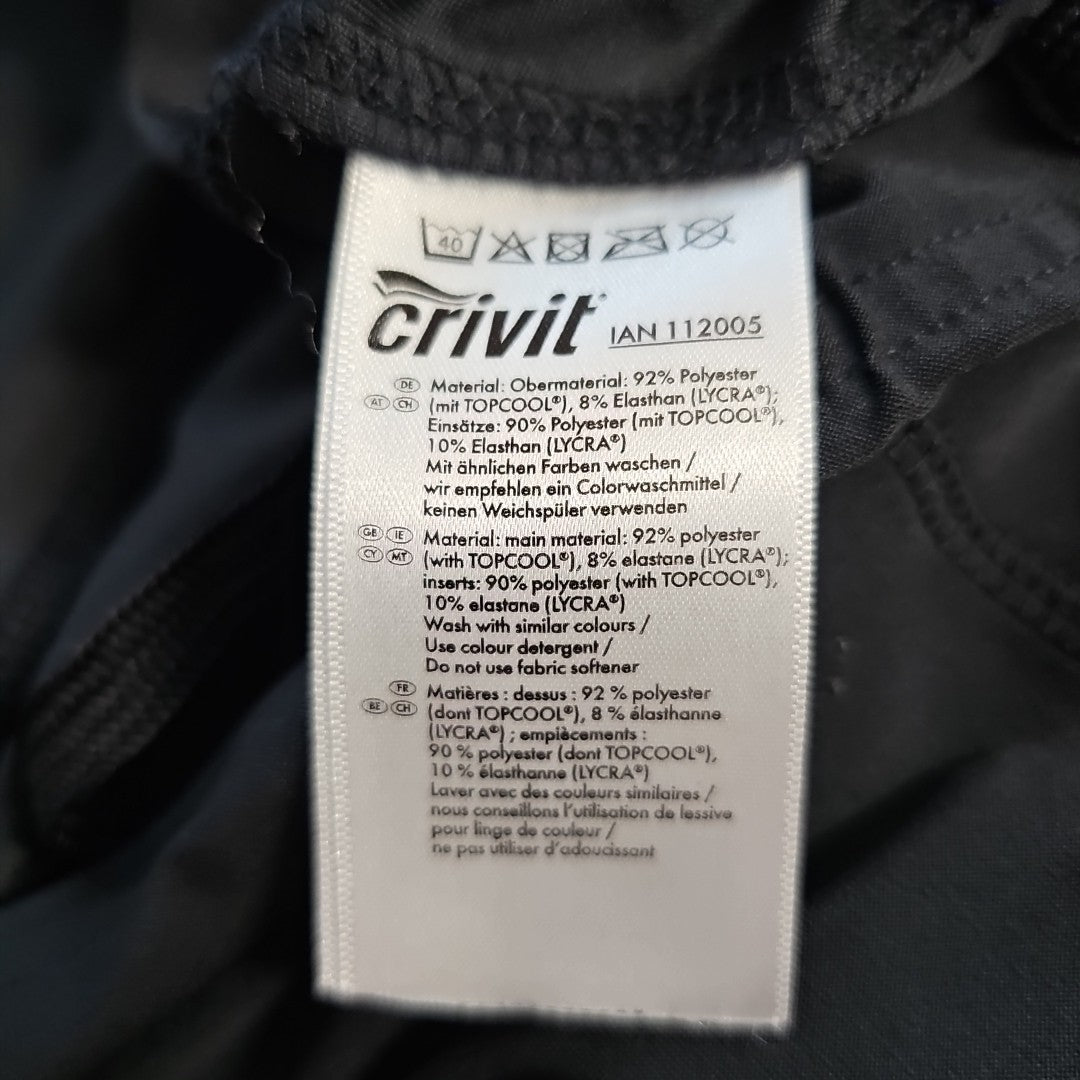 40
crivit® IAN 112005
DE Material: Obermaterial: 92% Polyester
AT CH (mit TOPCOOL®), 8% Elasthan (LYCRA®);
Einsätze: 90% Polyester (mit TOPCOOL®),
10% Elasthan (LYCRA®)
Mit ähnlichen Farben waschen /
wir empfehlen ein Colorwaschmittel /
keinen Weichspüler verwenden
GB IE Material: main material: 92% polyester
CY MT (with TOPCOOL®), 8% elastane (LYCRA®);
inserts: 90% polyester (with TOPCOOL®),
10% elastane (LYCRA®)
Wash with similar colours /
Use colour detergent /
Do not use fabric softener
FR Matières : dessus : 92 % polyester
BE CH (dont TOPCOOL®), 8 % élasthanne
(LYCRA®) ; empiècements :
90 % polyester (dont TOPCOOL®),
10 % élasthanne (LYCRA®)
Laver avec des couleurs similaires /
nous conseillons l'utilisation de lessive
pour linge de couleur /
ne pas utiliser d'adoucissant